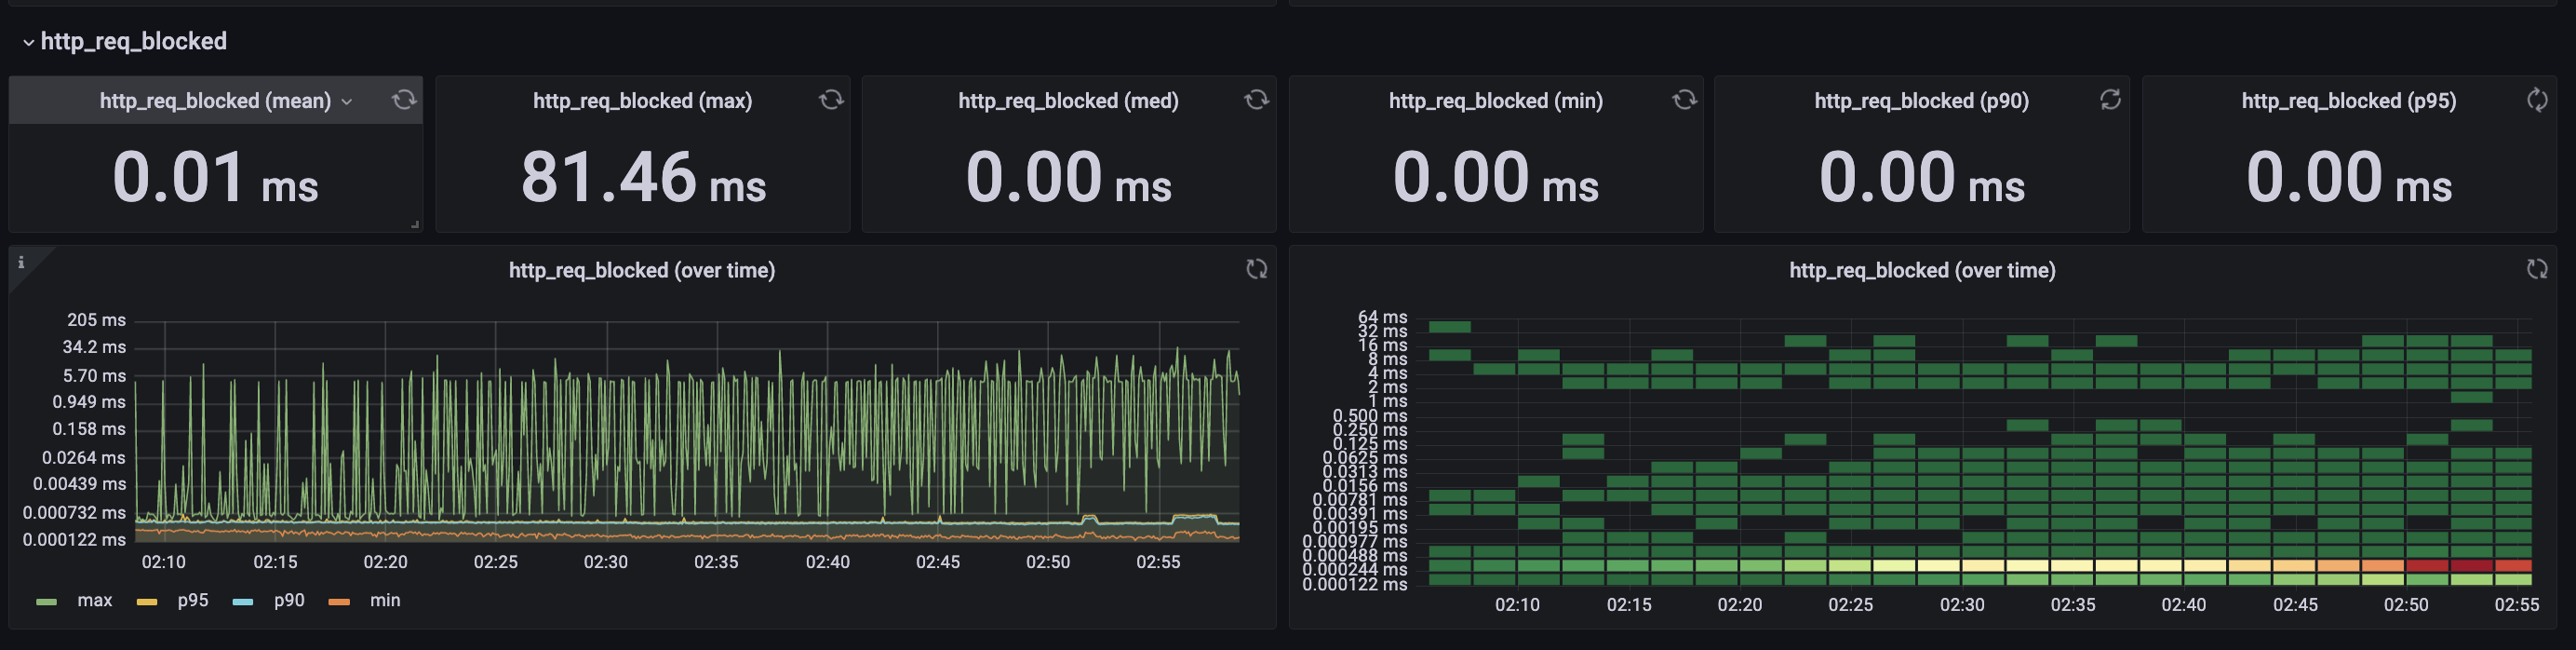 http_req_blocked
http_req_blocked (mean)
http_req_blocked (max)
http_req_blocked (med)
http_req_blocked (min)
http_req_blocked (p90)
http_req_blocked (p95)
0.01 ms
81.46 ms
0.00 ms
0.00 ms
0.00 ms
0.00 ms
i
http_req_blocked (over time)
205 ms
34.2 ms
5.70 ms
0.949 ms
0.158 ms
0.0264 ms
0.00439 ms
0.000732 ms
0.000122 ms
02:10 02:15 02:20 02:25 02:30 02:35 02:40 02:45 02:50 02:55
max p95 p90 min
http_req_blocked (over time)
64 ms
32 ms
16 ms
8 ms
4 ms
2 ms
1 ms
0.500 ms
0.250 ms
0.125 ms
0.0625 ms
0.0313 ms
0.0156 ms
0.00781 ms
0.00391 ms
0.00195 ms
0.000977 ms
0.000488 ms
0.000244 ms
0.000122 ms
02:10 02:15 02:20 02:25 02:30 02:35 02:40 02:45 02:50 02:55